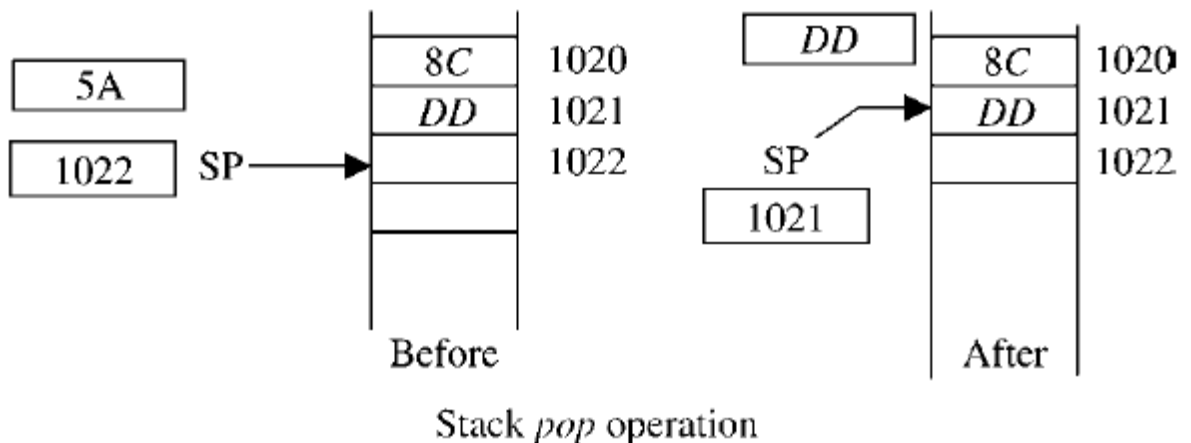 8C 1020
DD 1021
1022
5A
1022 SP
Before
DD
8C 1020
DD 1021
1022
SP
1021
After
Stack pop operation